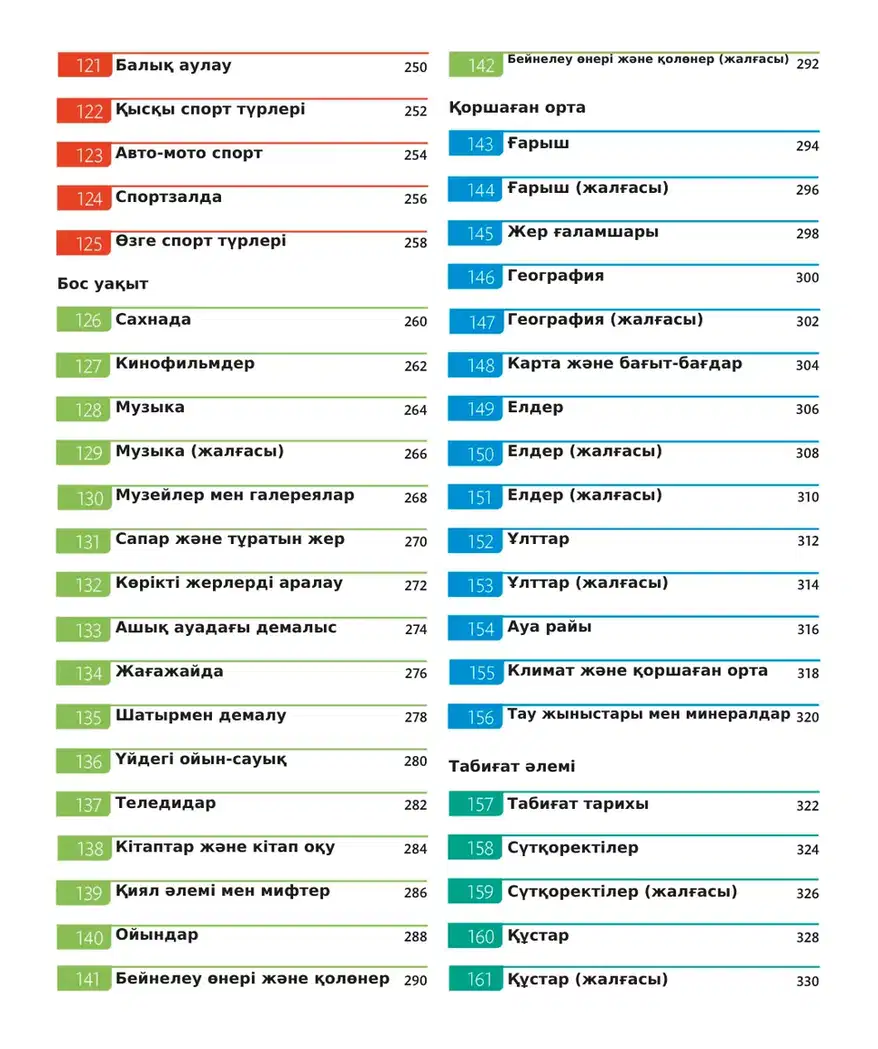 121 Балық аулау 250
122 Қысқы спорт түрлері 252
123 Авто-мото спорт 254
124 Спортзалда 256
125 Өзге спорт түрлері 258
Бос уақыт
126 Сахнада 260
127 Кинофильмдер 262
128 Музыка 264
129 Музыка (жалғасы) 266
130 Музейлер мен галереялар 268
131 Сапар және тұратын жер 270
132 Көрікті жерлерді аралау 272
133 Ашық ауадағы демалыс 274
134 Жағажайда 276
135 Шатырмен демалу 278
136 Үйдегі ойын-сауық 280
137 Теледидар 282
138 Кітаптар және кітап оқу 284
139 Қиял әлемі мен мифтер 286
140 Ойындар 288
141 Бейнелеу өнері және қолөнер 290
142 Бейнелеу өнері және қолөнер (жалғасы) 292
Қоршаған орта
143 Ғарыш 294
144 Ғарыш (жалғасы) 296
145 Жер ғаламшары 298
146 География 300
147 География (жалғасы) 302
148 Карта және бағыт-бағдар 304
149 Елдер 306
150 Елдер (жалғасы) 308
151 Елдер (жалғасы) 310
152 Ұлттар 312
153 Ұлттар (жалғасы) 314
154 Ауа райы 316
155 Климат және қоршаған орта 318
156 Тау жыныстары мен минералдар 320
Табиғат әлемі
157 Табиғат тарихы 322
158 Сүтқоректілер 324
159 Сүтқоректілер (жалғасы) 326
160 Құстар 328
161 Құстар (жалғасы) 330